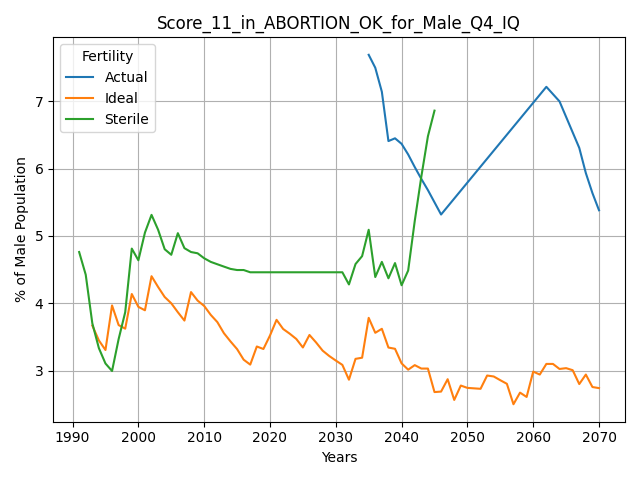 Score_11_in_ABORTION_OK_for_Male_Q4_IQ
Fertility
Actual
Ideal
Sterile
% of Male Population
7
6
5
4
3
1990 2000 2010 2020 2030 2040 2050 2060 2070
Years